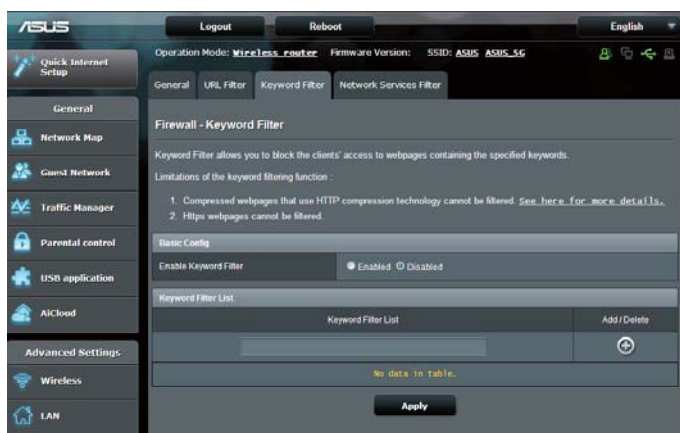 ASUS
Logout Reboot English
Operation Mode: Wireless router Firmware Version: SSID: ASUS ASUS_5G
Quick Internet Setup
General URL Filter Keyword Filter Network Services Filter
General
Network Map
Guest Network
Traffic Manager
Parental control
USB application
AiCloud
Advanced Settings
Wireless
LAN
Firewall - Keyword Filter
Keyword Filter allows you to block the clients' access to webpages containing the specified keywords.
Limitations of the keyword filtering function :
1. Compressed webpages that use HTTP compression technology cannot be filtered. See here for more details.
2. Https webpages cannot be filtered.
Basic Config
Enable Keyword Filter Enabled Disabled
Keyword Filter List
Keyword Filter List Add / Delete
No data in table.
Apply